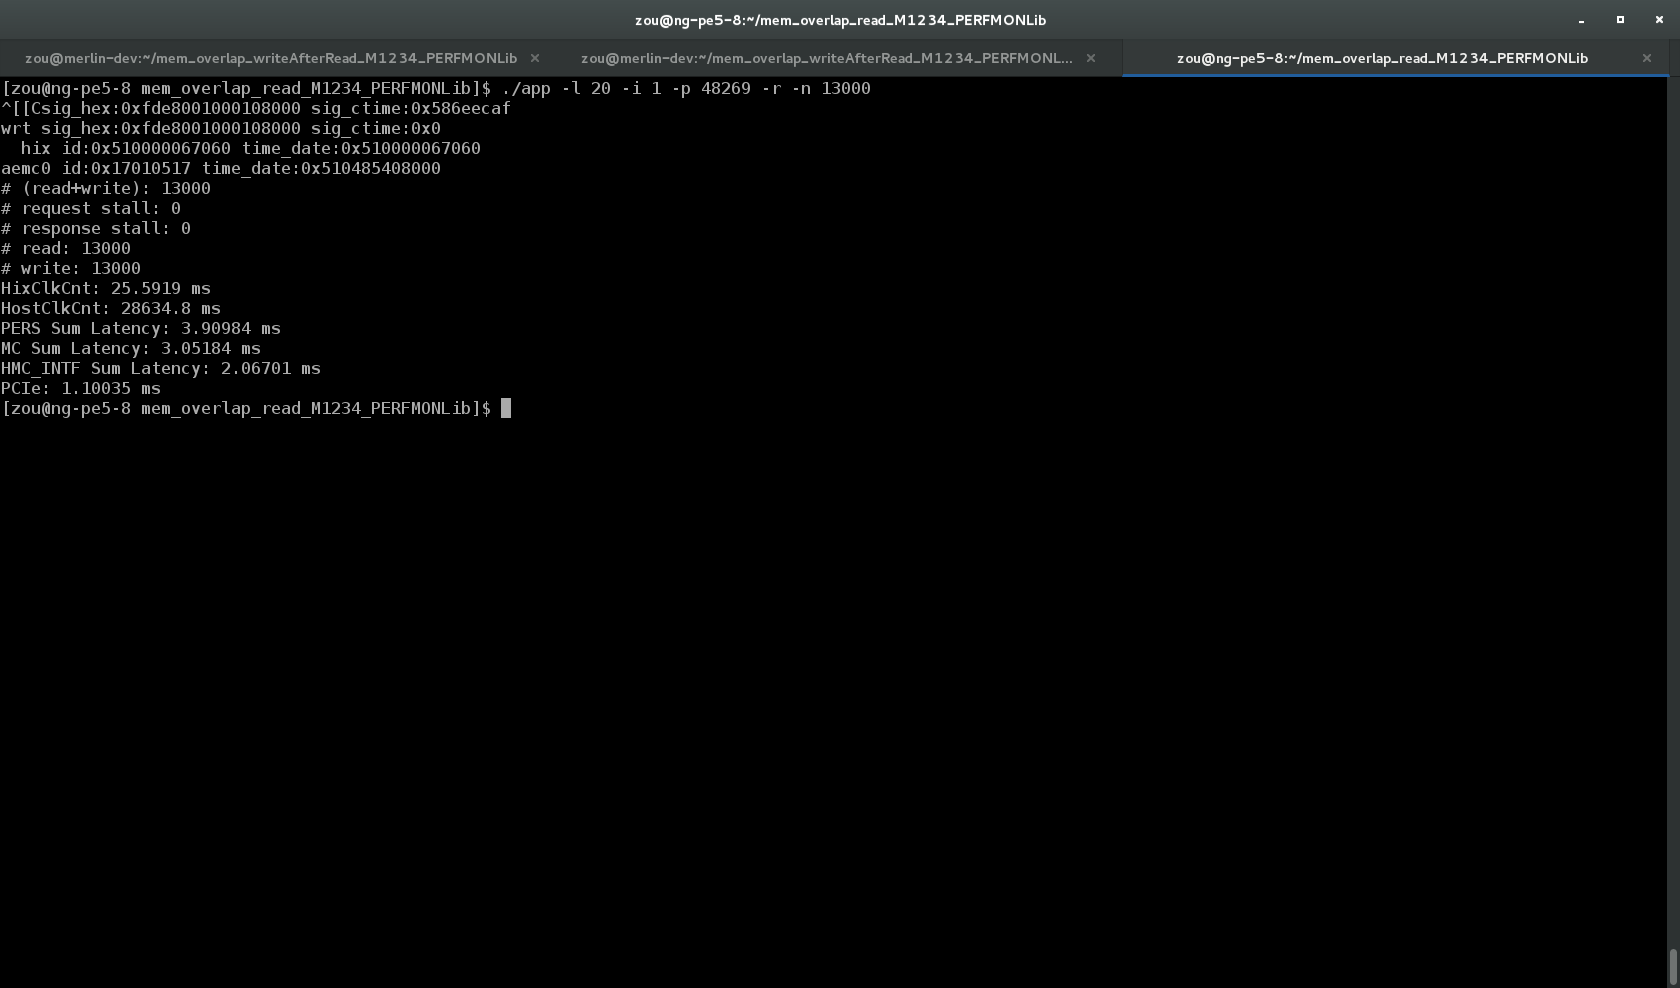 zou@ng-pe5-8:~/mem_overlap_read_M1234_PERFMONLib
zou@merlin-dev:~/mem_overlap_writeAfterRead_M1234_PERFMONLib
zou@merlin-dev:~/mem_overlap_writeAfterRead_M1234_PERFMONL...
zou@ng-pe5-8:~/mem_overlap_read_M1234_PERFMONLib
[zou@ng-pe5-8 mem_overlap_read_M1234_PERFMONLib]$ ./app -l 20 -i 1 -p 48269 -r -n 13000
^[[Csig_hex:0xfde8001000108000 sig_ctime:0x586eecaf
wrt sig_hex:0xfde8001000108000 sig_ctime:0x0
  hix id:0x510000067060 time_date:0x510000067060
aemc0 id:0x17010517 time_date:0x510485408000
# (read+write): 13000
# request stall: 0
# response stall: 0
# read: 13000
# write: 13000
HixClkCnt: 25.5919 ms
HostClkCnt: 28634.8 ms
PERS Sum Latency: 3.90984 ms
MC Sum Latency: 3.05184 ms
HMC_INTF Sum Latency: 2.06701 ms
PCIe: 1.10035 ms
[zou@ng-pe5-8 mem_overlap_read_M1234_PERFMONLib]$